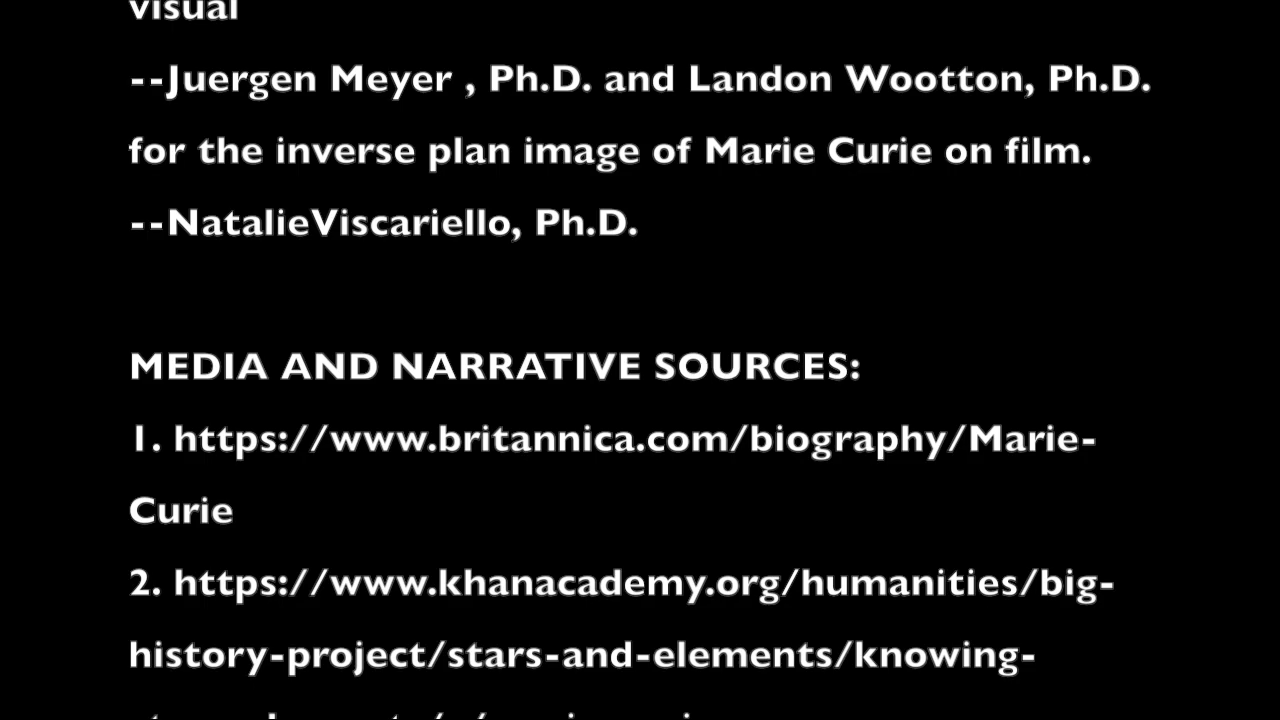 visual
--Juergen Meyer , Ph.D. and Landon Wootton, Ph.D.
for the inverse plan image of Marie Curie on film.
--NatalieViscariello, Ph.D.
MEDIA AND NARRATIVE SOURCES:
1. https://www.britannica.com/biography/Marie-
Curie
2. https://www.khanacademy.org/humanities/big-
history-project/stars-and-elements/knowing-